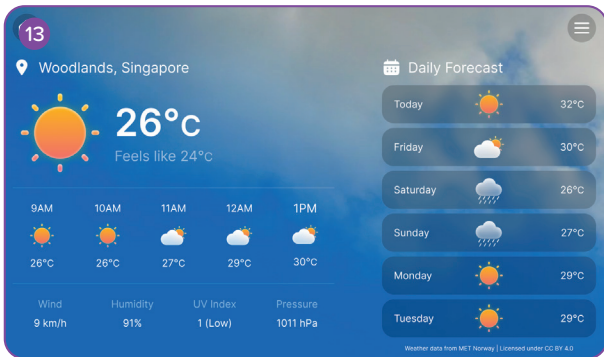 13
Woodlands, Singapore
26°C
Feels like 24°C
9AM 10AM 11AM 12AM 1PM
26°C 26°C 27°C 29°C 30°C
Wind Humidity UV Index Pressure
9 km/h 91% 1 (Low) 1011 hPa
Daily Forecast
Today 32°C
Friday 30°C
Saturday 26°C
Sunday 27°C
Monday 29°C
Tuesday 29°C
Weather data from MET Norway | Licensed under CC BY 4.0